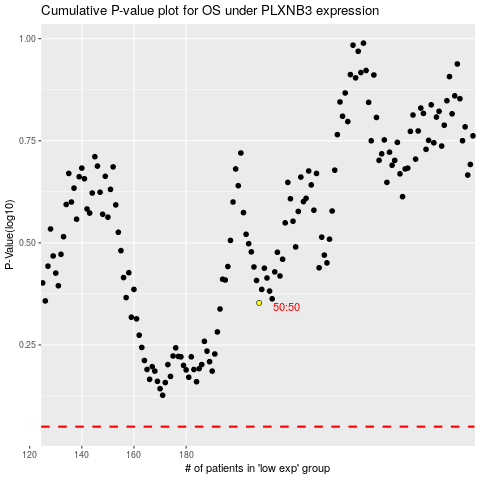 Cumulative P-value plot for OS under PLXNB3 expression
1.00
0.75
0.50
0.25
P-Value(log10)
50:50
120 140 160 180
# of patients in 'low exp' group